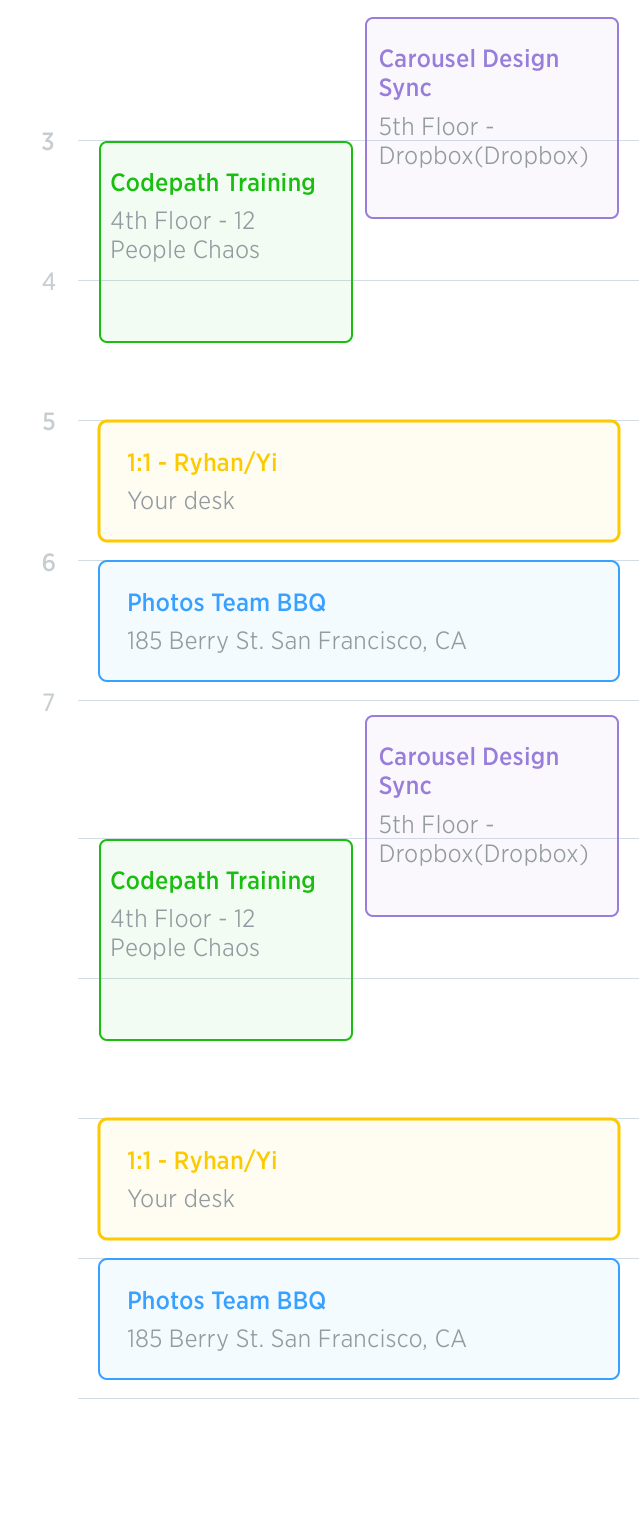 Carousel Design
Sync
5th Floor -
Dropbox(Dropbox)
3
Codepath Training
4th Floor - 12
People Chaos
4
5
1:1 - Ryhan/Yi
Your desk
6
Photos Team BBQ
185 Berry St. San Francisco, CA
7
Carousel Design
Sync
5th Floor -
Dropbox(Dropbox)
Codepath Training
4th Floor - 12
People Chaos
1:1 - Ryhan/Yi
Your desk
Photos Team BBQ
185 Berry St. San Francisco, CA